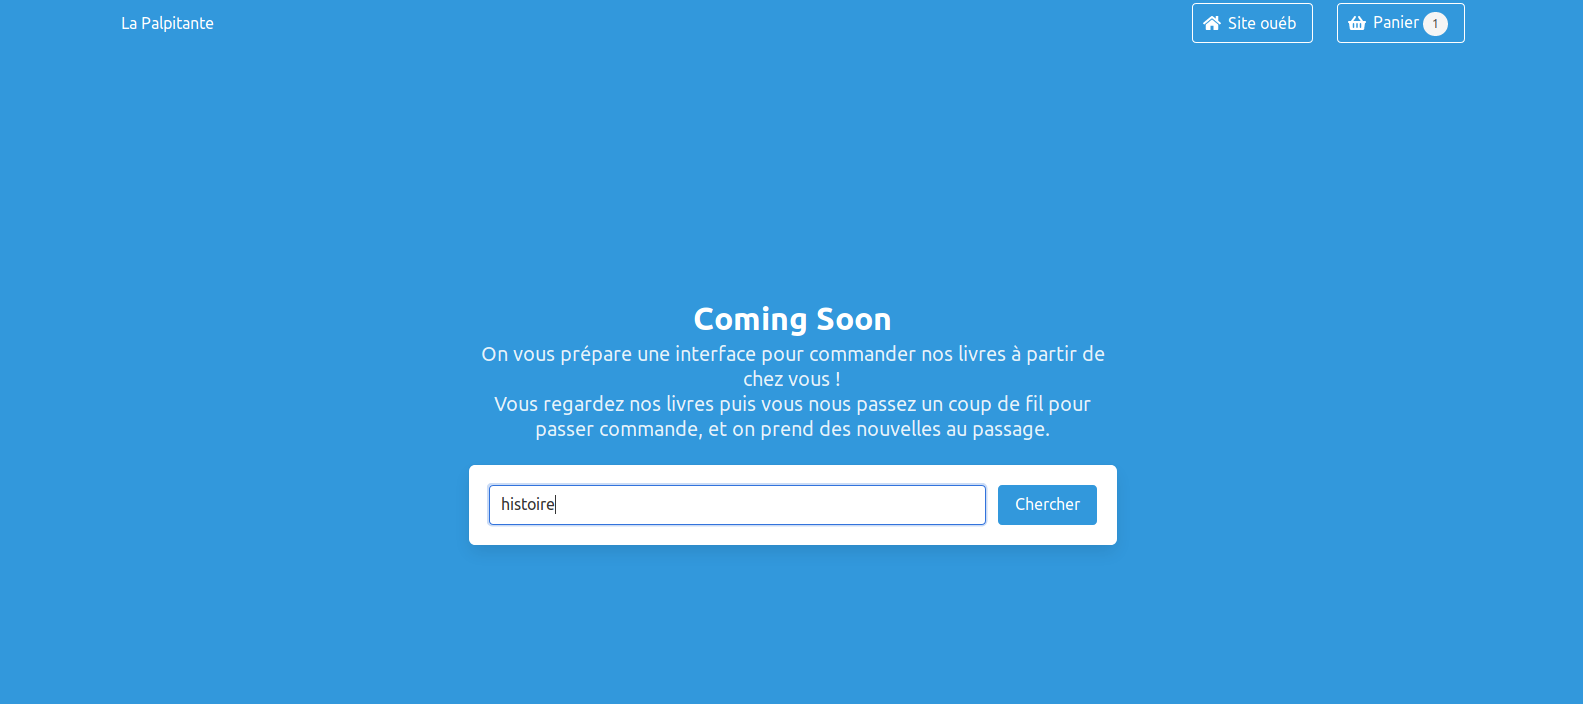 La Palpitante
Site ouéb
Panier 1
Coming Soon
On vous prépare une interface pour commander nos livres à partir de
chez vous !
Vous regardez nos livres puis vous nous passez un coup de fil pour
passer commande, et on prend des nouvelles au passage.
histoire
Chercher